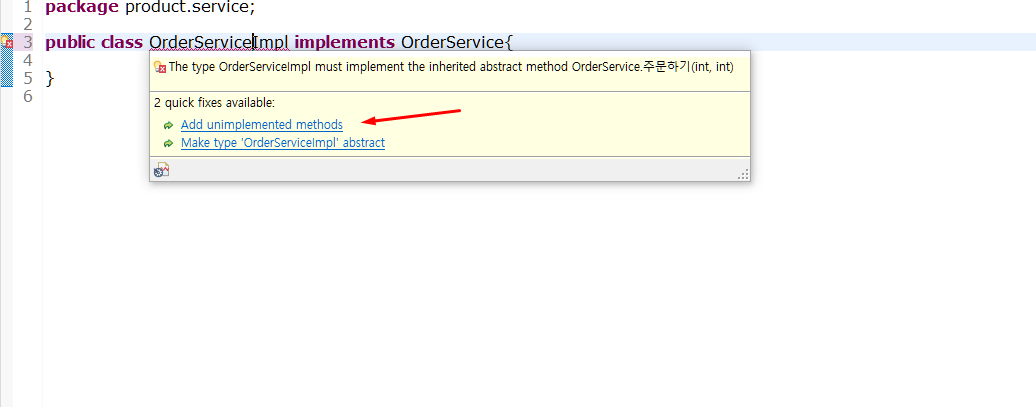 1 package product.service;
2
3 public class OrderServiceImpl implements OrderService{
4
The type OrderServiceImpl must implement the inherited abstract method OrderService.주문하기(int, int)
5 }
2 quick fixes available:
6
Add unimplemented methods
Make type 'OrderServiceImpl' abstract